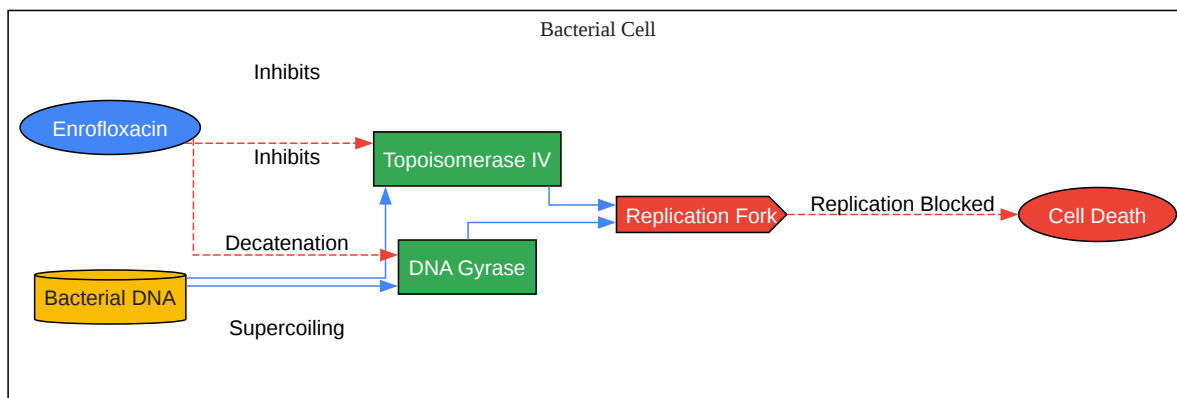 Bacterial Cell
Inhibits
Enrofloxacin
Inhibits
Topoisomerase IV
Replication Fork
Replication Blocked
Cell Death
Decatenation
DNA Gyrase
Bacterial DNA
Supercoiling